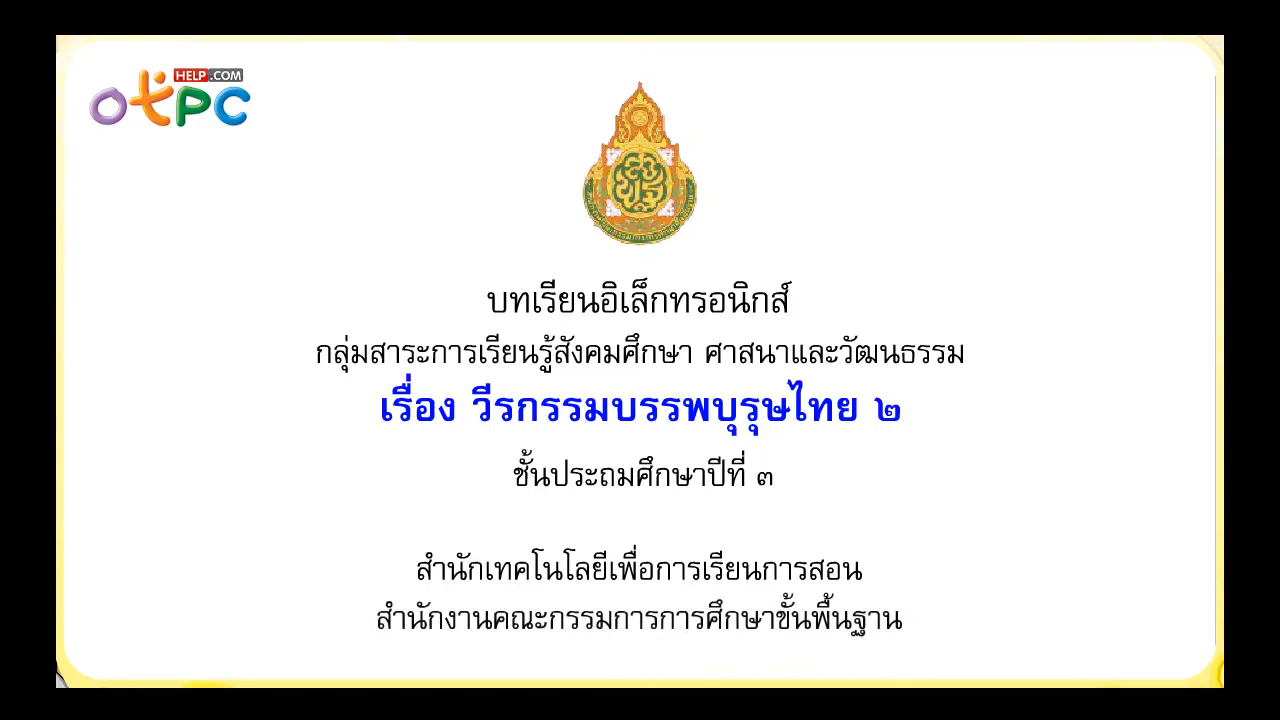 HELP.COM
OTPC
บทเรียนอิเล็กทรอนิกส์
กลุ่มสาระการเรียนรู้สังคมศึกษา ศาสนาและวัฒนธรรม
เรื่อง วีรกรรมบรรพบุรุษไทย ๒
ชั้นประถมศึกษาปีที่ ๓
สำนักเทคโนโลยีเพื่อการเรียนการสอน
สำนักงานคณะกรรมการการศึกษาขั้นพื้นฐาน